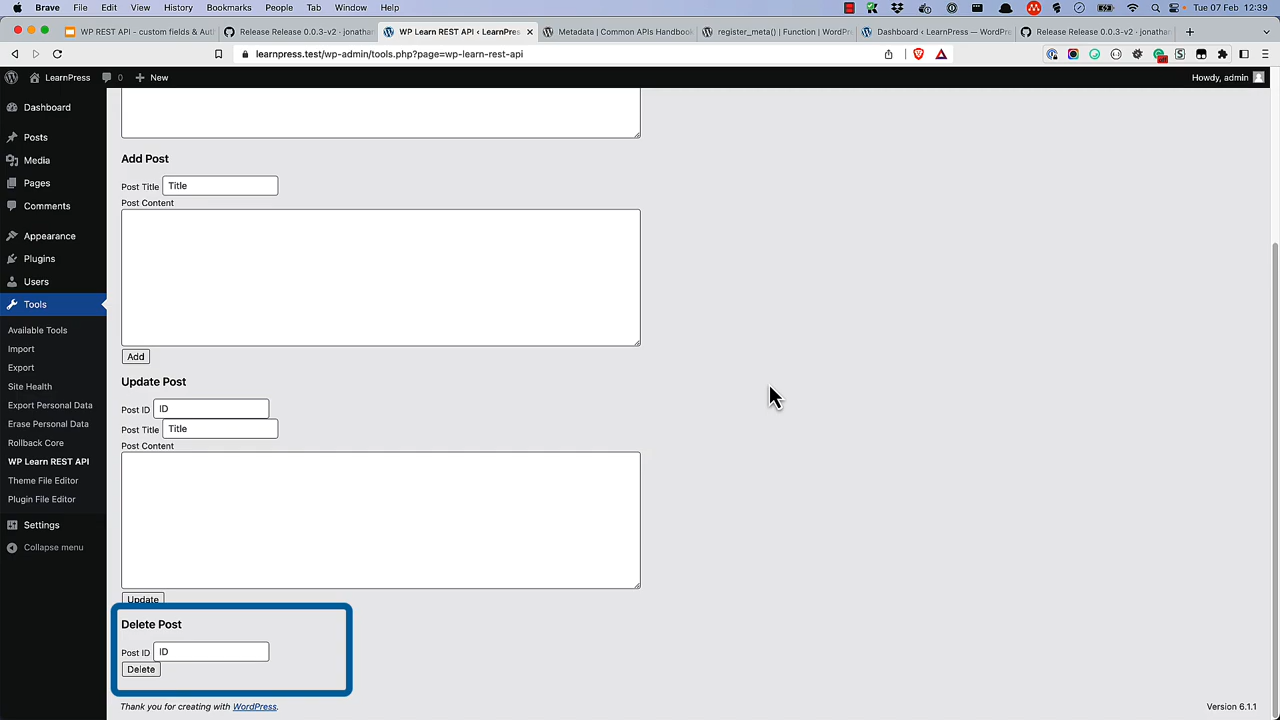 Brave File Edit View History Bookmarks People Tab Window Help Tue 07 Feb 12:39
WP REST API - custom fields & Aut
Release Release 0.0.3-v2 · jonathan
WP Learn REST API ‹ LearnPress
Metadata | Common APIs Handbook
register_meta() | Function | WordPr
Dashboard ‹ LearnPress — WordPre
Release Release 0.0.3-v2 · jonathan
learnpress.test/wp-admin/tools.php?page=wp-learn-rest-api
LearnPress 0 New Howdy, admin
Dashboard
Posts
Media
Pages
Comments
Appearance
Plugins
Users
Tools
Available Tools
Import
Export
Site Health
Export Personal Data
Erase Personal Data
Rollback Core
WP Learn REST API
Theme File Editor
Plugin File Editor
Settings
Collapse menu
Add Post
Post Title Title
Post Content
Add
Update Post
Post ID ID
Post Title Title
Post Content
Update
Delete Post
Post ID ID
Delete
Thank you for creating with WordPress. Version 6.1.1